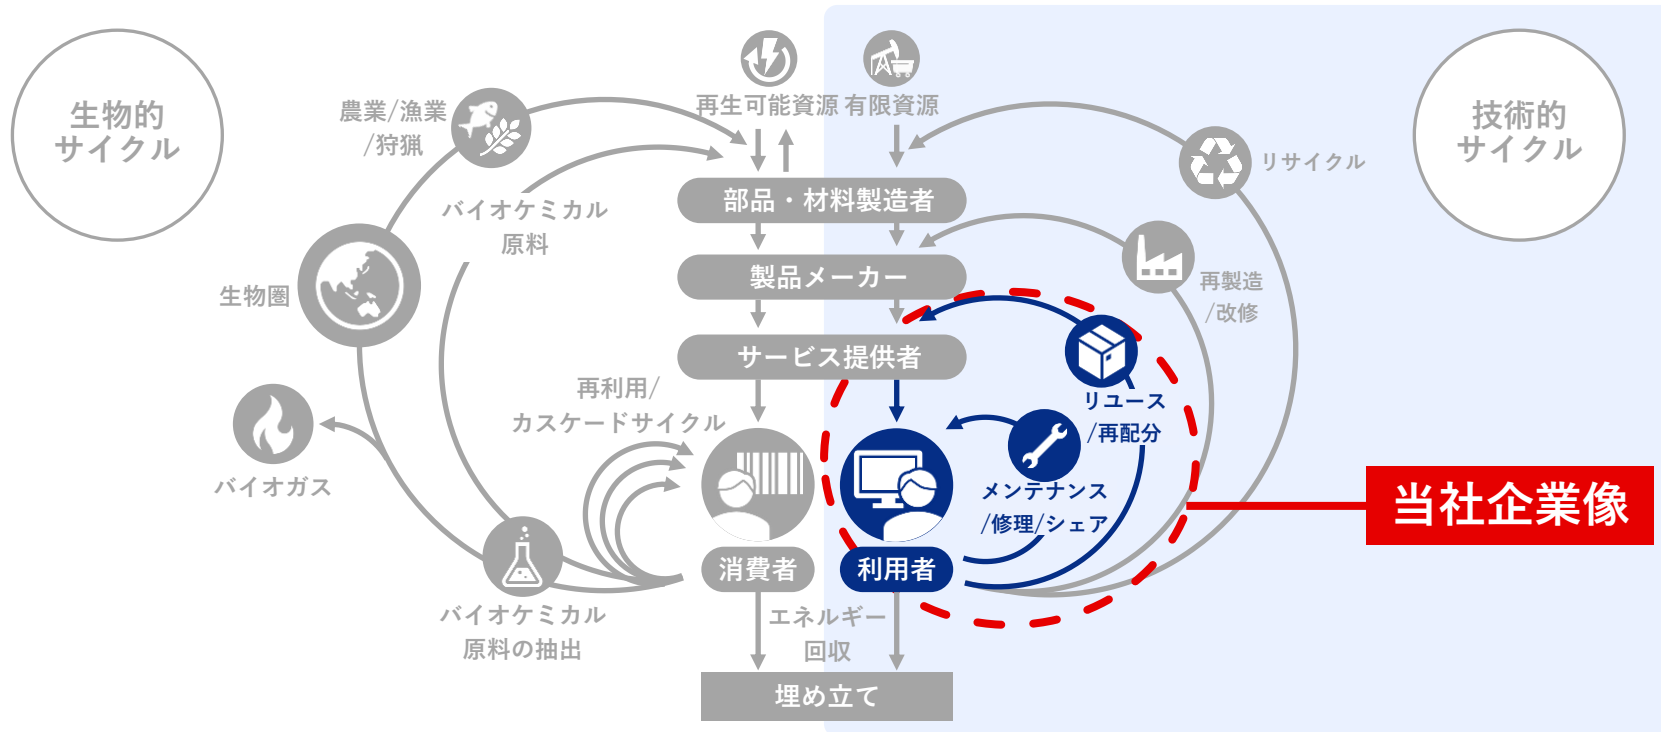 生物的
サイクル
農業/漁業
/狩猟
再生可能資源
有限資源
技術的
サイクル
リサイクル
バイオケミカル
原料
部品・材料製造者
生物圏
製品メーカー
再製造
/改修
サービス提供者
再利用/
カスケードサイクル
リユース
/再配分
バイオガス
メンテナンス
/修理/シェア
当社企業像
消費者
利用者
バイオケミカル
原料の抽出
エネルギー
回収
埋め立て